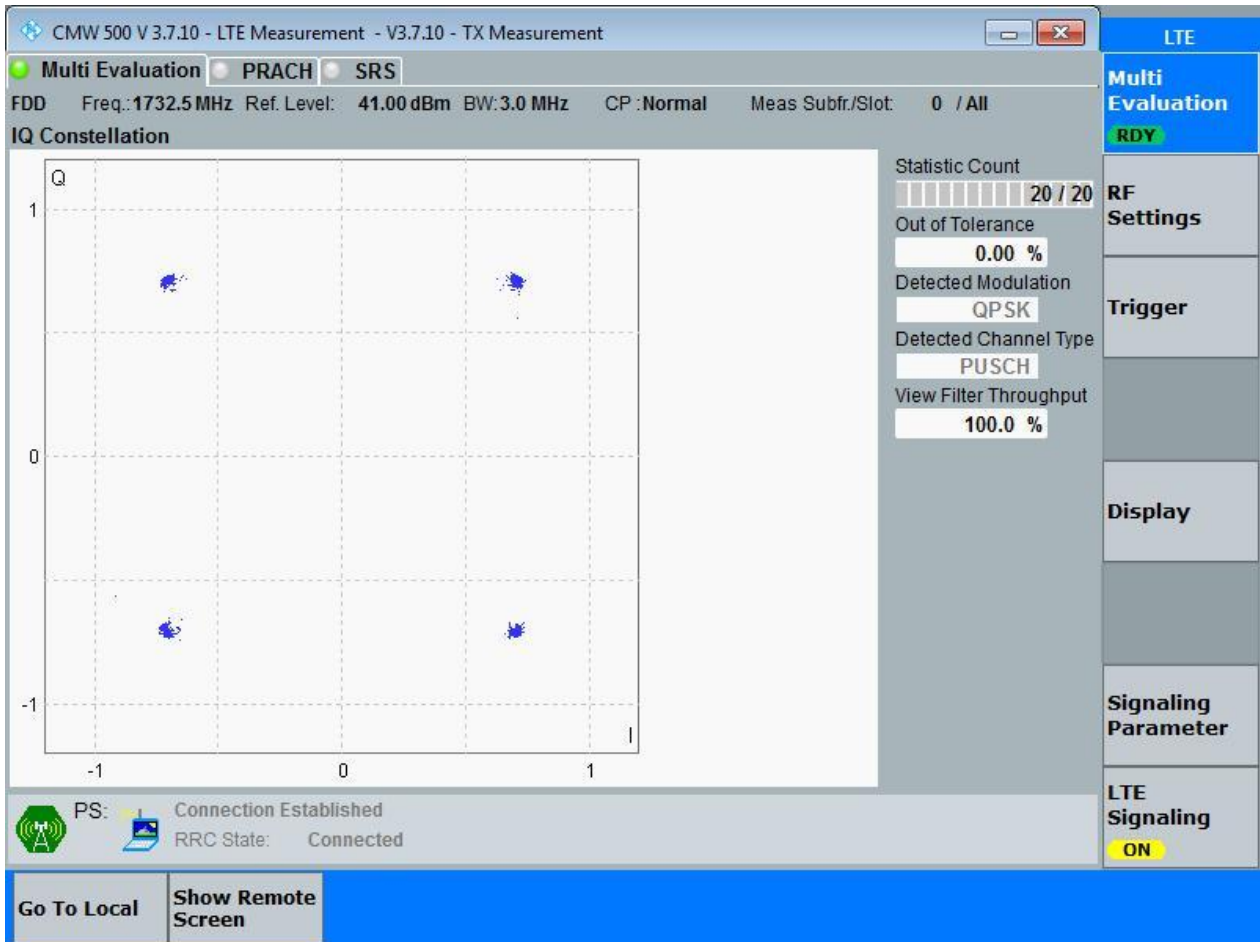 CMW 500 V 3.7.10 - LTE Measurement - V3.7.10 - TX Measurement
LTE
Multi Evaluation PRACH SRS
Multi
Evaluation
RDY
FDD Freq.: 1732.5 MHz Ref. Level: 41.00 dBm BW: 3.0 MHz CP : Normal Meas Subfr./Slot: 0 / All
IQ Constellation
Q
1
0
-1
I
-1 0 1
Statistic Count
20 / 20
Out of Tolerance
0.00 %
Detected Modulation
QPSK
Detected Channel Type
PUSCH
View Filter Throughput
100.0 %
RF
Settings
Trigger
Display
Signaling
Parameter
LTE
Signaling
ON
PS: Connection Established
RRC State: Connected
Go To Local
Show Remote
Screen